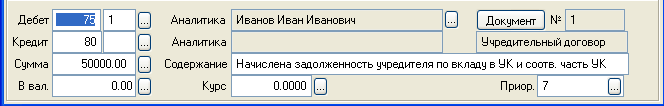 Дебет 75 1 ... Аналитика Иванов Иван Иванович ... Документ № 1
Кредит 80 ... Аналитика Учредительный договор
Сумма 50000.00 ... Содержание Начислена задолженность учредителя по вкладу в УК и соотв. часть УК
В вал. 0.00 ... Курс 0.0000 ... Приор. 7 ...